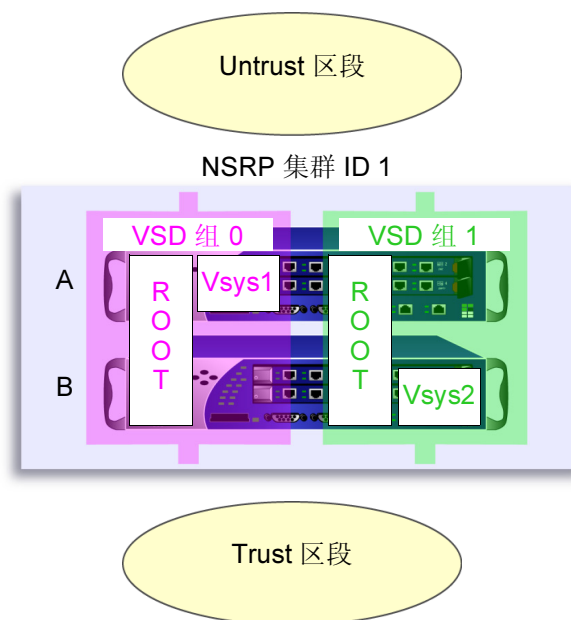 Untrust 区段
NSRP 集群 ID 1
VSD 组 0
VSD 组 1
A
Vsys1
ROOT
ROOT
B
Vsys2
Trust 区段